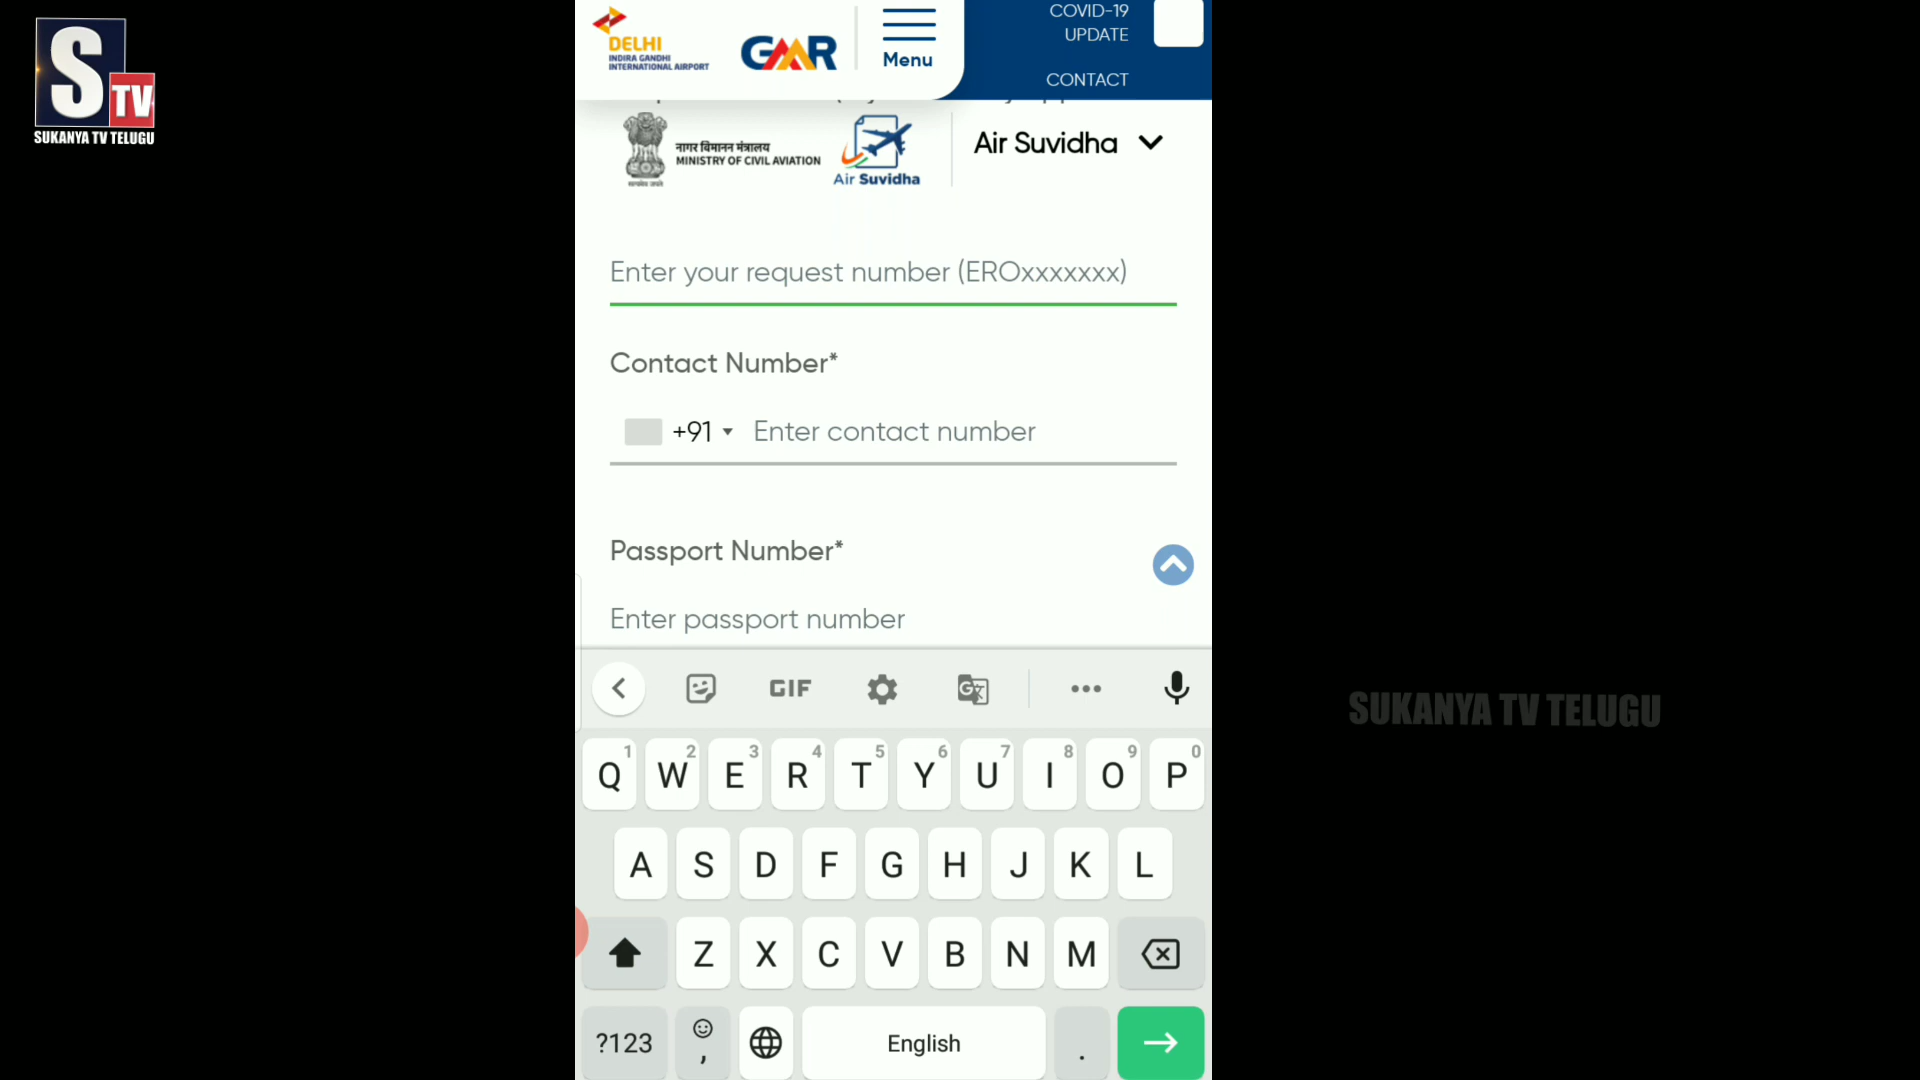 S
TV
SUKANYA TV TELUGU
DELHI
INDIRA GANDHI
INTERNATIONAL AIRPORT
GMR
Menu
COVID-19
UPDATE
CONTACT
नागर विमानन मंत्रालय
MINISTRY OF CIVIL AVIATION
सत्यमेव जयते
Air Suvidha
Air Suvidha
Enter your request number (EROxxxxxxx)
Contact Number*
+91 Enter contact number
Passport Number*
Enter passport number
GIF
G
SUKANYA TV TELUGU
1 2 3 4 5 6 7 8 9 0
Q W E R T Y U I O P
A S D F G H J K L
Z X C V B N M
?123 , English .